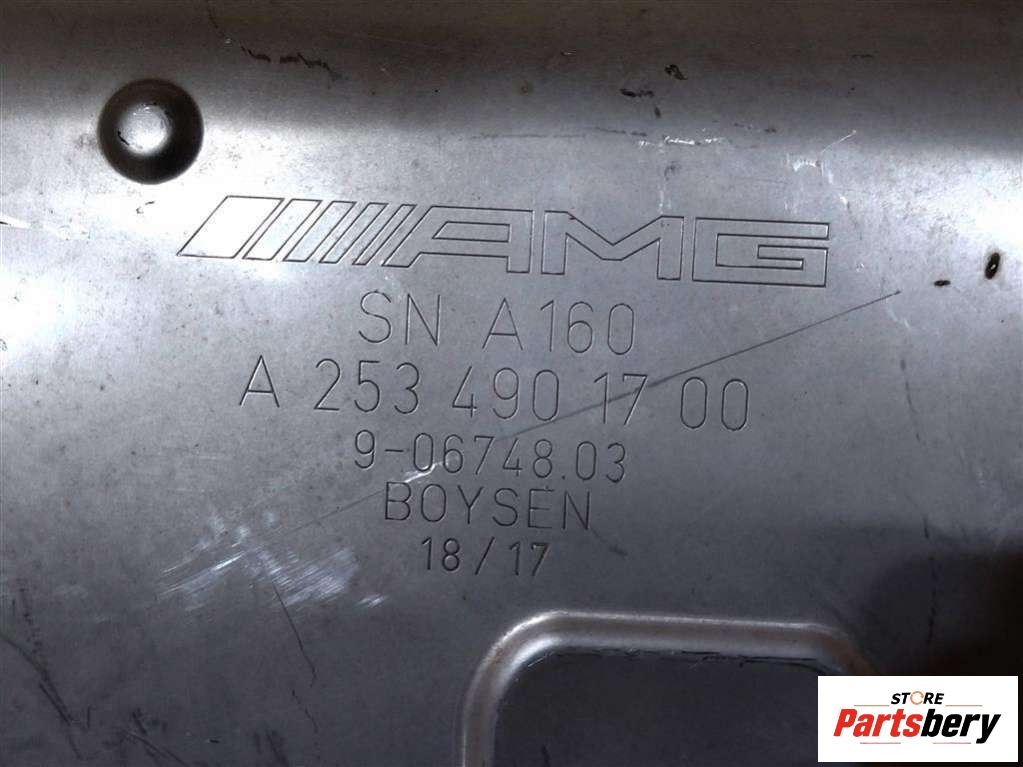 AMG
SN A160
A 253 490 17 00
9-06748.03
BOYSEN
18/17
STORE
Partsbery